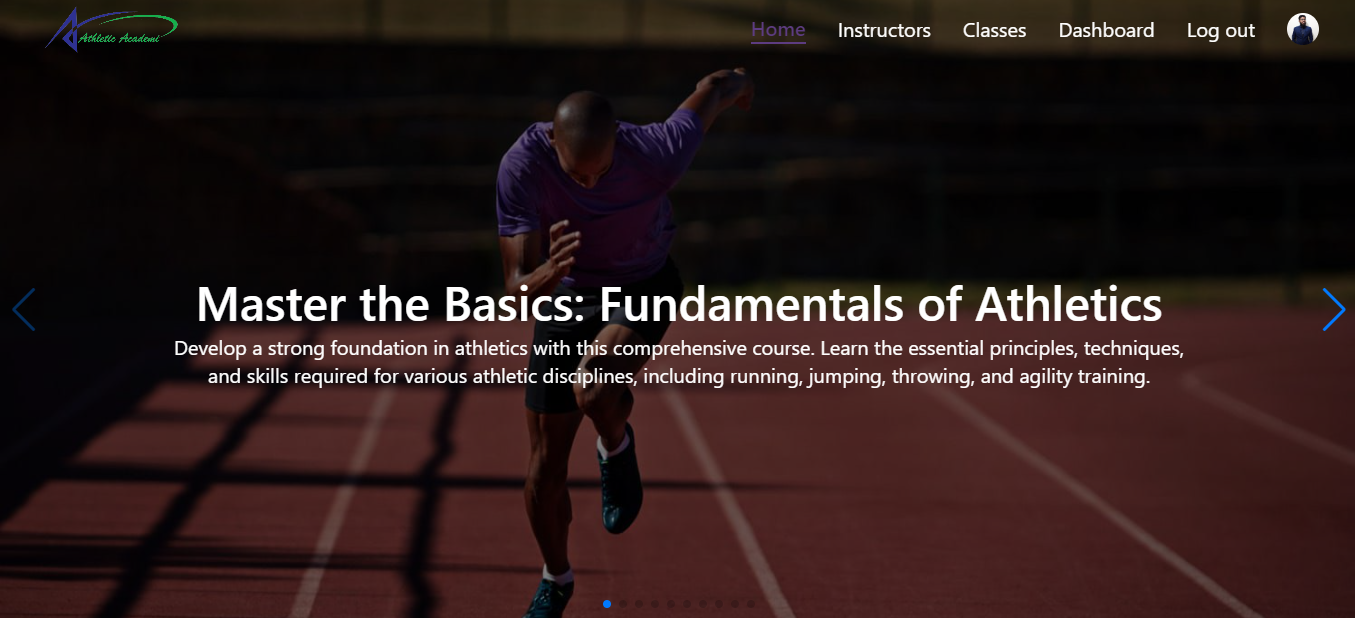 Athletic Academi
Home Instructors Classes Dashboard Log out
Master the Basics: Fundamentals of Athletics
Develop a strong foundation in athletics with this comprehensive course. Learn the essential principles, techniques,
and skills required for various athletic disciplines, including running, jumping, throwing, and agility training.